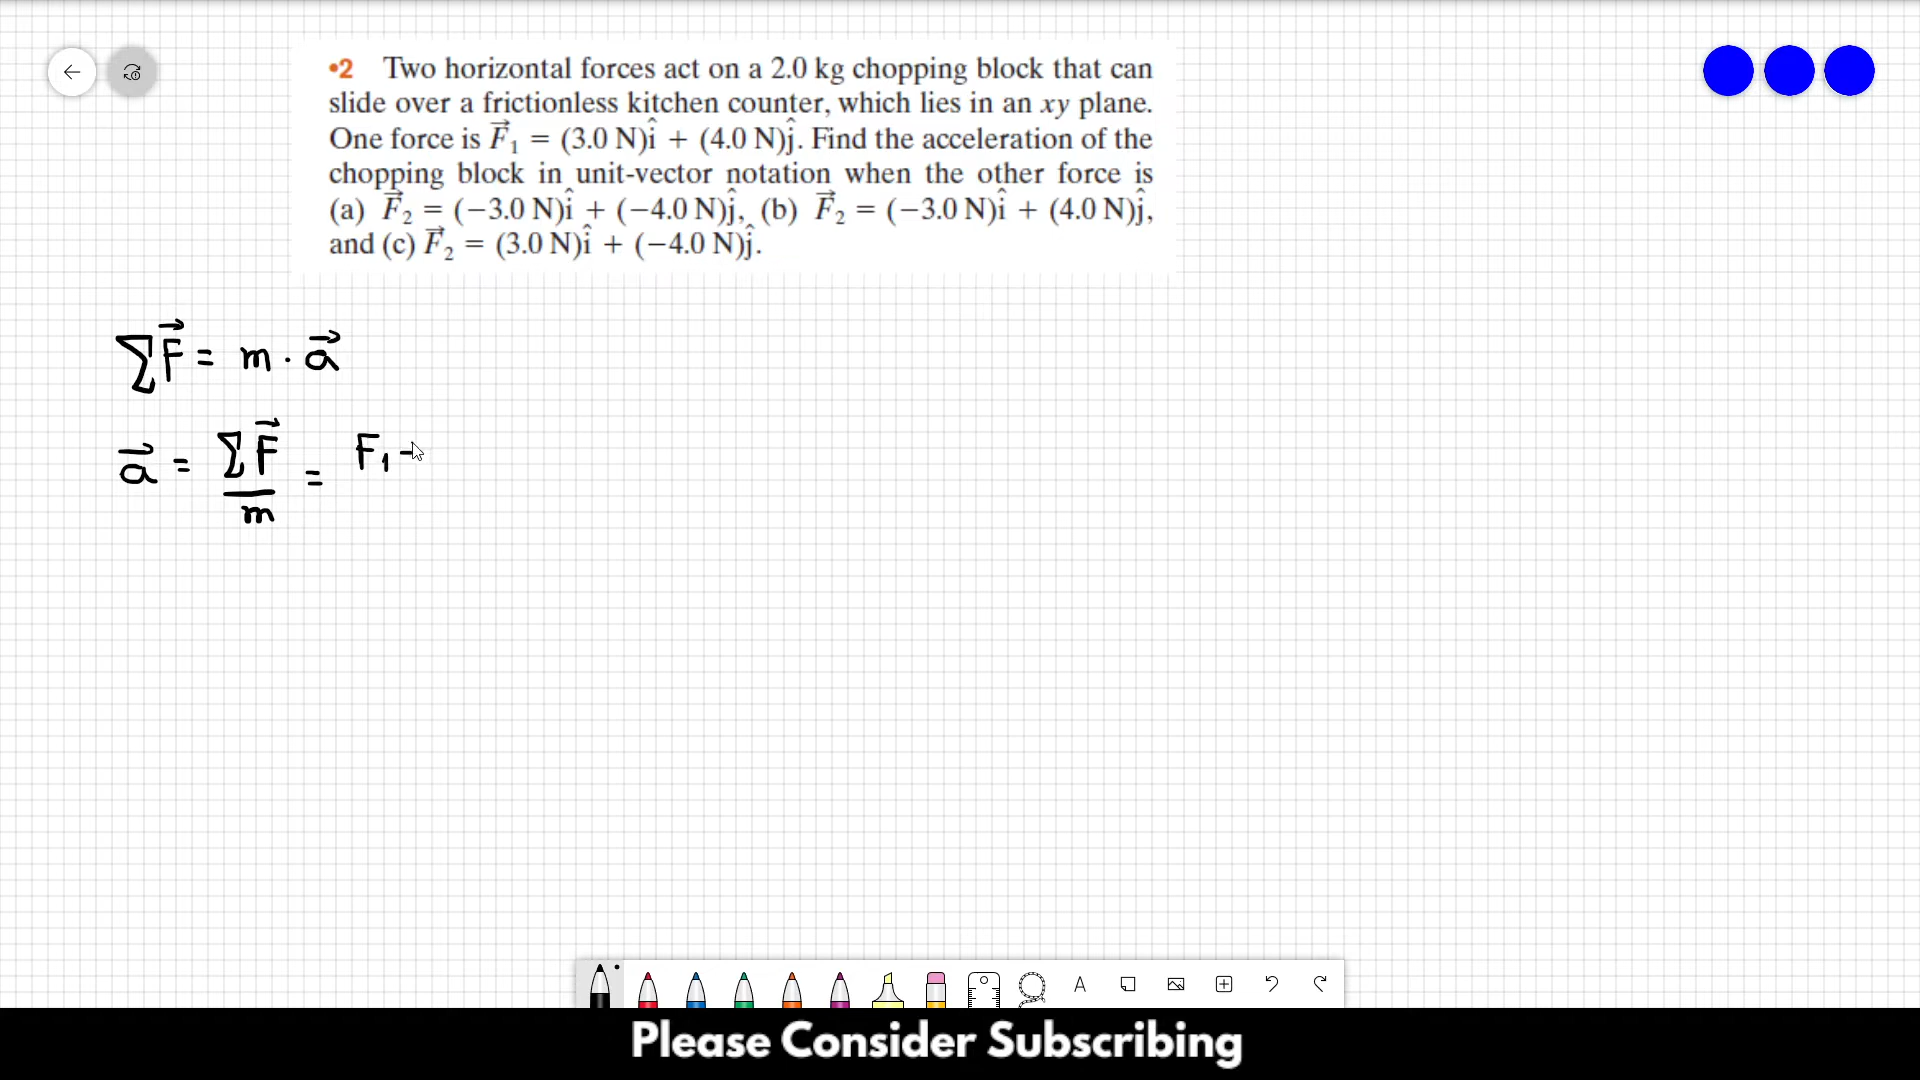 •2 Two horizontal forces act on a 2.0 kg chopping block that can
slide over a frictionless kitchen counter, which lies in an xy plane.
One force is F⃗₁ = (3.0 N)î + (4.0 N)ĵ. Find the acceleration of the
chopping block in unit-vector notation when the other force is
(a) F⃗₂ = (−3.0 N)î + (−4.0 N)ĵ, (b) F⃗₂ = (−3.0 N)î + (4.0 N)ĵ,
and (c) F⃗₂ = (3.0 N)î + (−4.0 N)ĵ.
∑F⃗ = m · a⃗
a⃗ = ∑F⃗ / m = F₁ -
A
Please Consider Subscribing